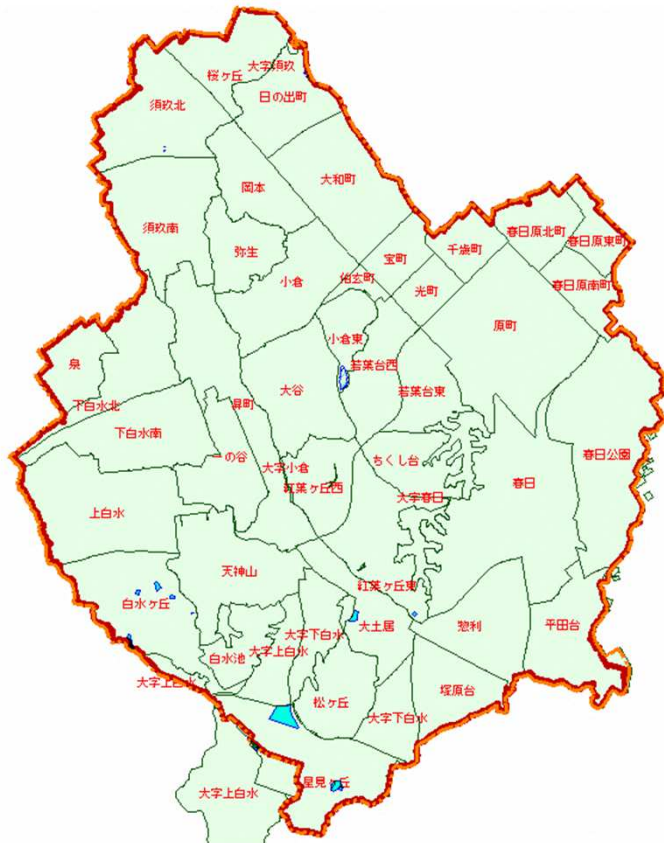 大字須玖
桜ヶ丘
日の出町
須玖北
大和町
岡本
須玖南
春日原北町
春日原東町
千歳町
弥生
宝町
小倉
伯玄町
光町
春日原南町
原町
小倉東
泉
若葉台西
大谷
若葉台東
下白水北
昇町
下白水南
一の谷
ちくし台
春日公園
大字小倉
紅葉ヶ丘西
春日
大字春日
上白水
天神山
紅葉ヶ丘東
白水ヶ丘
大土居
惣利
平田台
大字下白水
白水池
大字上白水
大字上白水
塚原台
松ヶ丘
大字下白水
星見ヶ丘
大字上白水